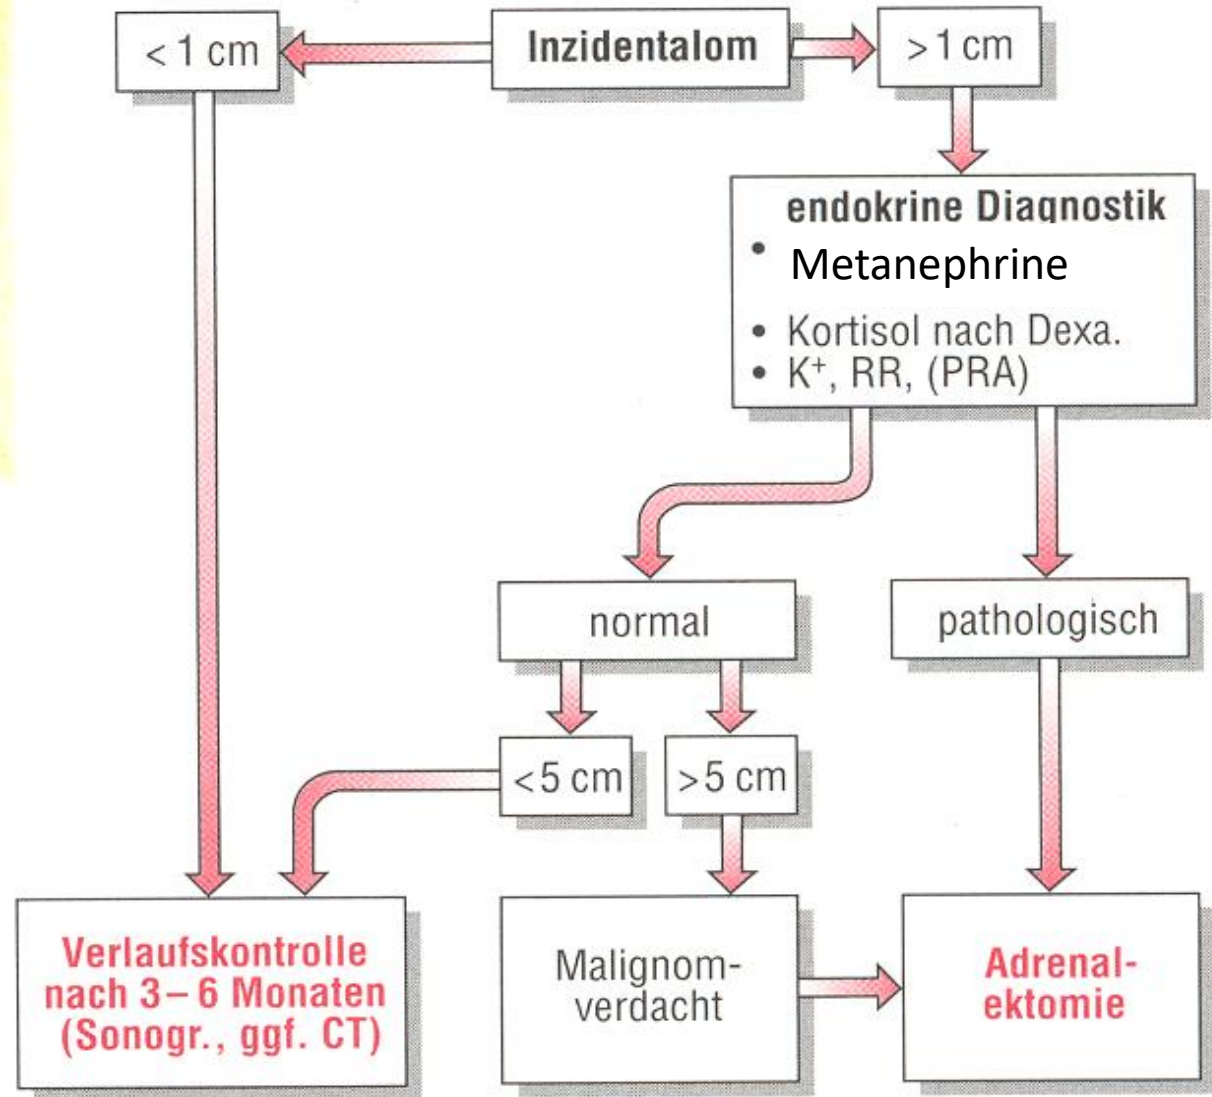 < 1 cm
Inzidentalom
> 1 cm
endokrine Diagnostik
• Metanephrine
• Kortisol nach Dexa.
• K⁺, RR, (PRA)
normal
pathologisch
<5 cm
>5 cm
Verlaufskontrolle
nach 3–6 Monaten
(Sonogr., ggf. CT)
Malignom-
verdacht
Adrenal-
ektomie